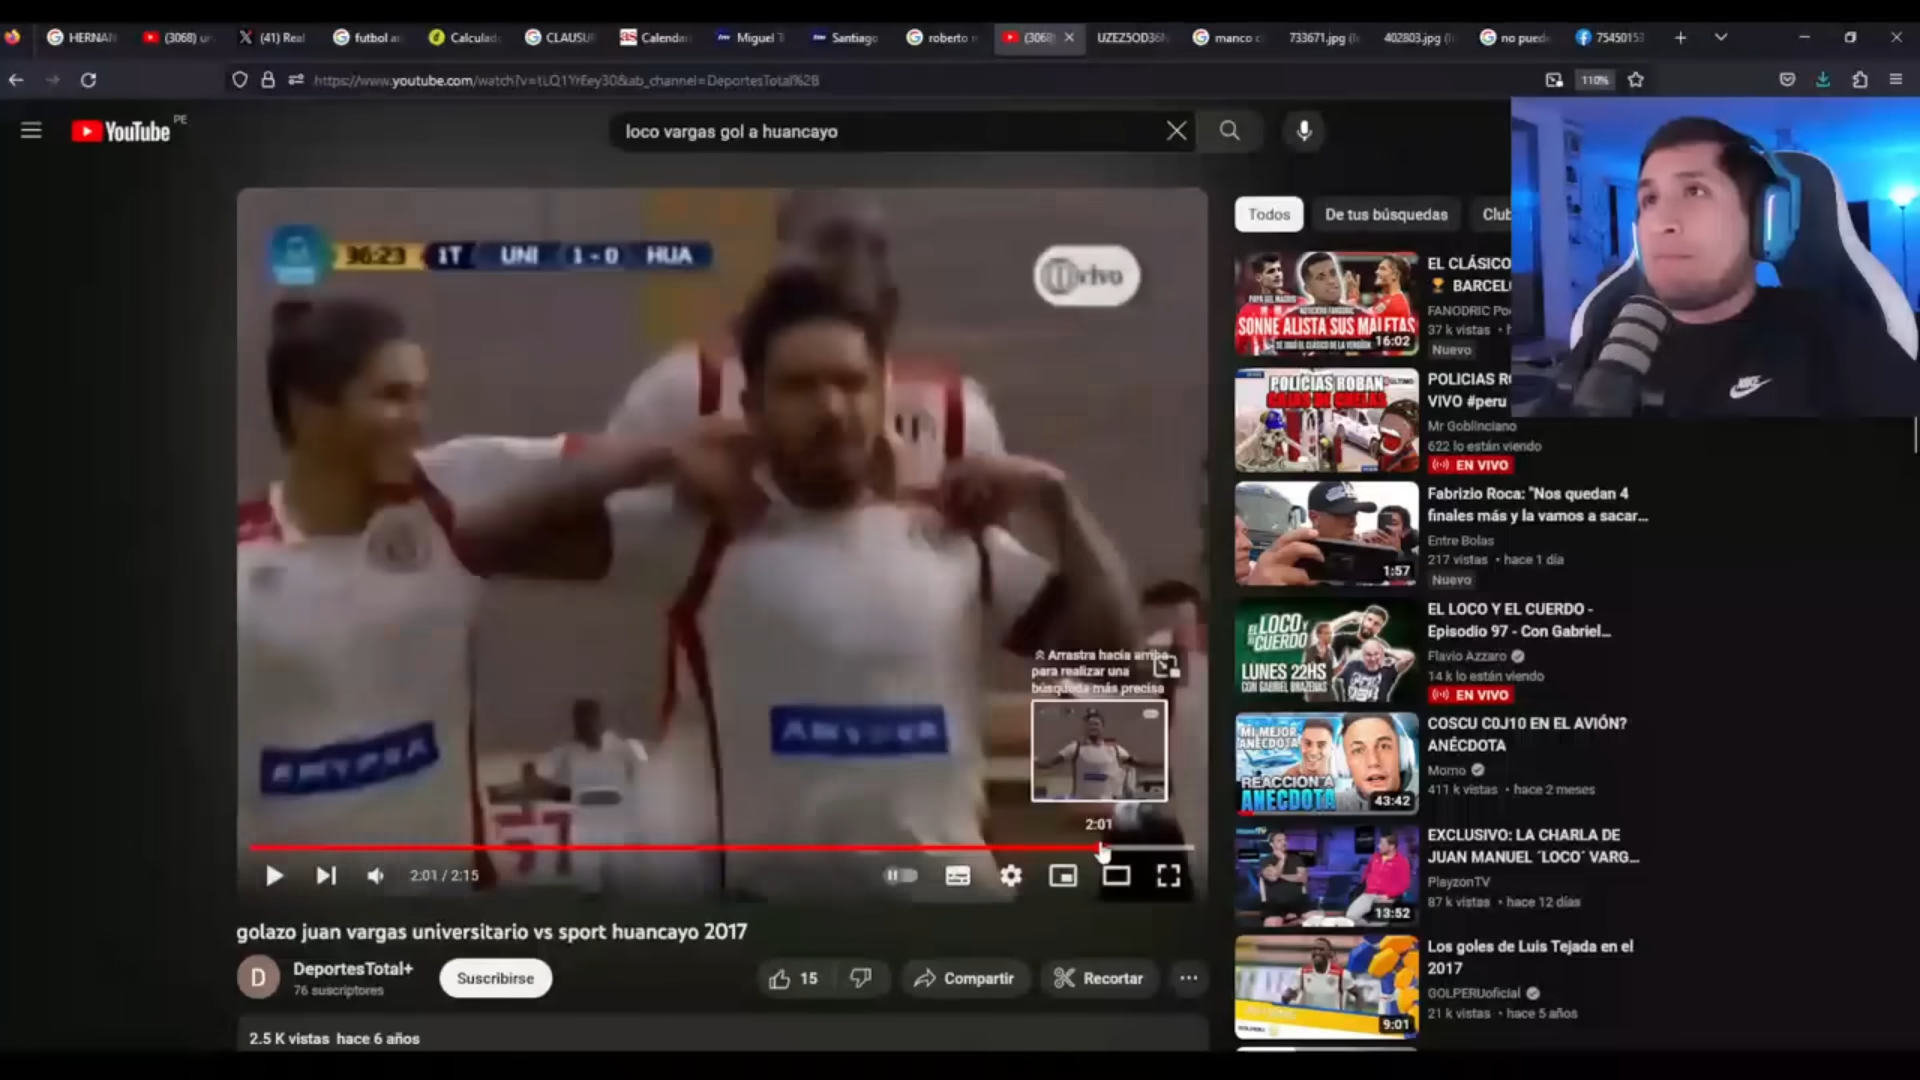 HERNAN
(3068) un
(41) Real
futbol a
Calculad
CLAUSU
Calendar
Miguel T
Santiago
roberto
(3068
UZEZ5OD36
manco c
733671.jpg
402803.jpg
no pued
75450153
https://www.youtube.com/watch?v=tLQ1YrEey30&ab_channel=DeportesTotal%2B
110%
YouTube PE
loco vargas gol a huancayo
36:23 1T UNI 1 - 0 HUA
vivo
AMYPSA
AMYPSA
57
Arrastra hacia arriba
para realizar una
búsqueda más precisa
2:01
2:01 / 2:15
golazo juan vargas universitario vs sport huancayo 2017
D
DeportesTotal+
76 suscriptores
Suscribirse
15
Compartir
Recortar
2.5 K vistas hace 6 años
Todos
De tus búsquedas
Club
SONNE ALISTA SUS MALETAS
16:02
EL CLÁSICO
BARCEL
FANODRIC Po
37 k vistas
Nuevo
POLICIAS ROBAN
POLICIAS R
VIVO #peru
Mr Goblinciano
622 lo están viendo
EN VIVO
1:57
Fabrizio Roca: "Nos quedan 4
finales más y la vamos a sacar...
Entre Bolas
217 vistas • hace 1 día
Nuevo
EL LOCO Y
EL CUERDO
LUNES 22HS
CON GABRIEL BRAZENAS
EL LOCO Y EL CUERDO -
Episodio 97 - Con Gabriel...
Flavio Azzaro
14 k lo están viendo
EN VIVO
MI MEJOR
ANÉCDOTA
REACCION A
ANECDOTA
43:42
COSCU C0J10 EN EL AVIÓN?
ANÉCDOTA
Momo
411 k vistas • hace 2 meses
13:52
EXCLUSIVO: LA CHARLA DE
JUAN MANUEL ´LOCO´ VARG...
PlayzonTV
87 k vistas • hace 12 días
9:01
Los goles de Luis Tejada en el
2017
GOLPERUoficial
21 k vistas • hace 5 años